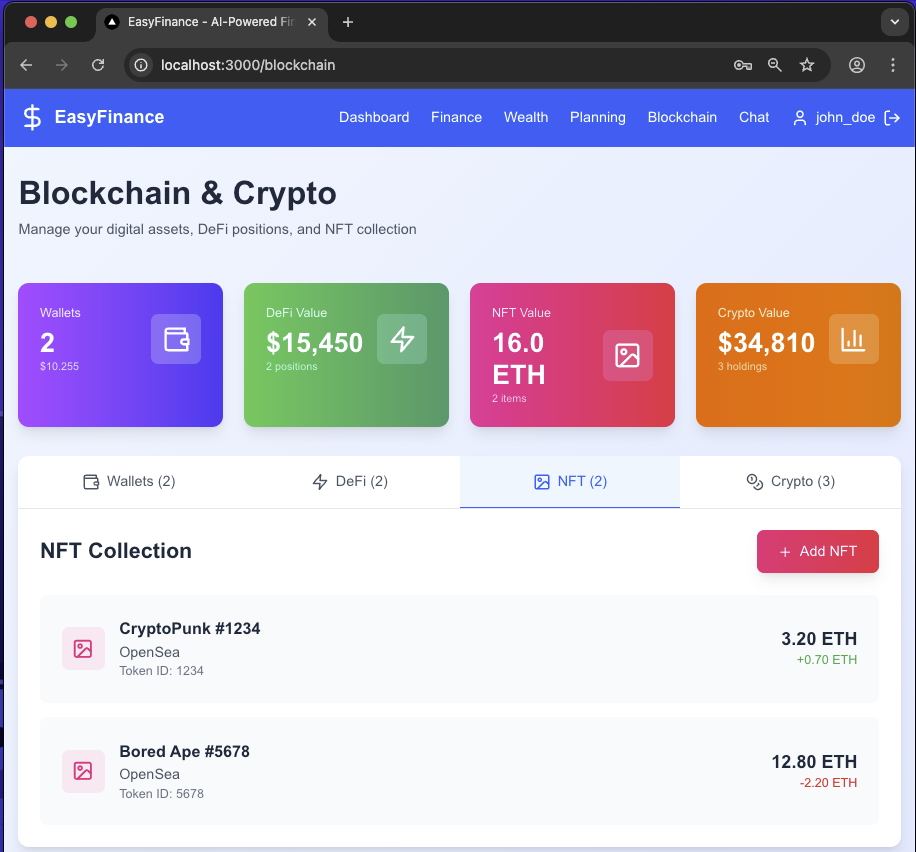 EasyFinance - AI-Powered Fin
localhost:3000/blockchain
EasyFinance
Dashboard Finance Wealth Planning Blockchain Chat john_doe
Blockchain & Crypto
Manage your digital assets, DeFi positions, and NFT collection
Wallets
2
$10.255
DeFi Value
$15,450
2 positions
NFT Value
16.0
ETH
2 items
Crypto Value
$34,810
3 holdings
Wallets (2) DeFi (2) NFT (2) Crypto (3)
NFT Collection
+ Add NFT
CryptoPunk #1234
OpenSea
Token ID: 1234
3.20 ETH
+0.70 ETH
Bored Ape #5678
OpenSea
Token ID: 5678
12.80 ETH
-2.20 ETH